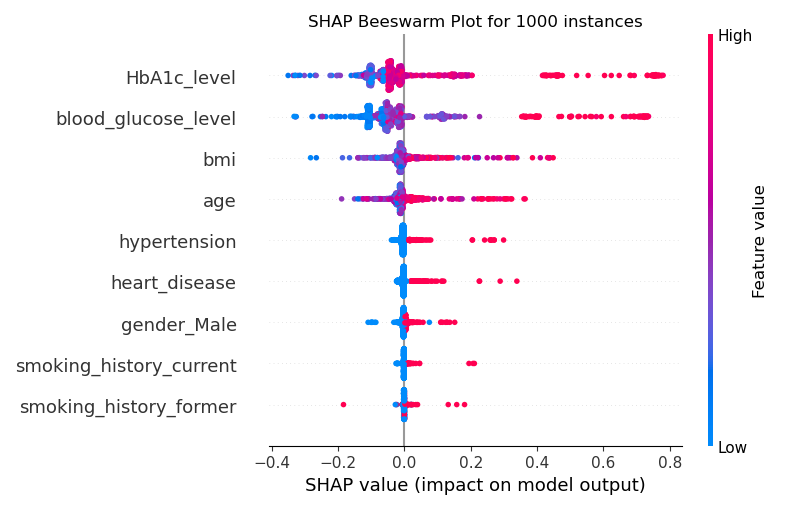 SHAP Beeswarm Plot for 1000 instances
High
HbA1c_level
blood_glucose_level
bmi
age
hypertension
heart_disease
gender_Male
smoking_history_current
smoking_history_former
Feature value
Low
−0.4 −0.2 0.0 0.2 0.4 0.6 0.8
SHAP value (impact on model output)